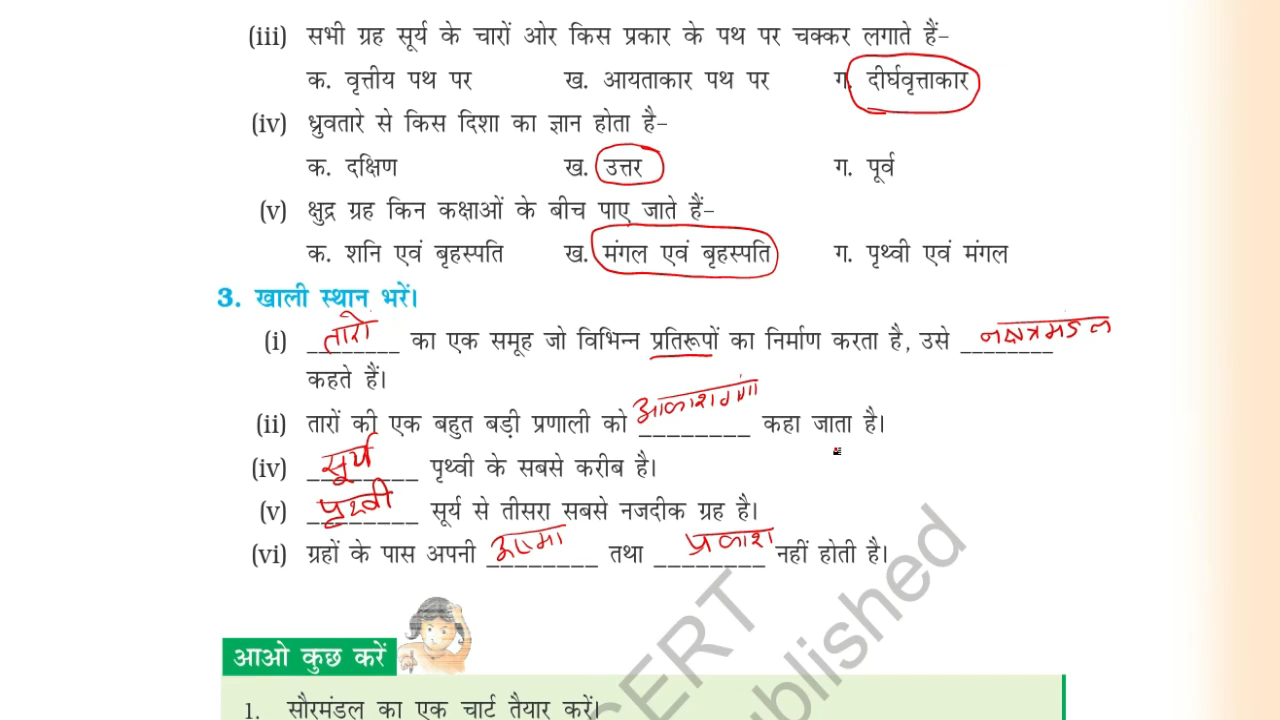 (iii) सभी ग्रह सूर्य के चारों ओर किस प्रकार के पथ पर चक्कर लगाते हैं–
क. वृत्तीय पथ पर ख. आयताकार पथ पर ग. दीर्घवृत्ताकार
(iv) ध्रुवतारे से किस दिशा का ज्ञान होता है–
क. दक्षिण ख. उत्तर ग. पूर्व
(v) क्षुद्र ग्रह किन कक्षाओं के बीच पाए जाते हैं–
क. शनि एवं बृहस्पति ख. मंगल एवं बृहस्पति ग. पृथ्वी एवं मंगल
3. खाली स्थान भरें।
(i) तारो का एक समूह जो विभिन्न प्रतिरूपों का निर्माण करता है, उसे नक्षत्रमंडल
कहते हैं।
(ii) तारों की एक बहुत बड़ी प्रणाली को आकाशगंगा कहा जाता है।
(iv) सूर्य पृथ्वी के सबसे करीब है।
(v) पृथ्वी सूर्य से तीसरा सबसे नजदीक ग्रह है।
(vi) ग्रहों के पास अपनी ऊष्मा तथा प्रकाश नहीं होती है।
आओ कुछ करें
1. सौरमंडल का एक चार्ट तैयार करें।